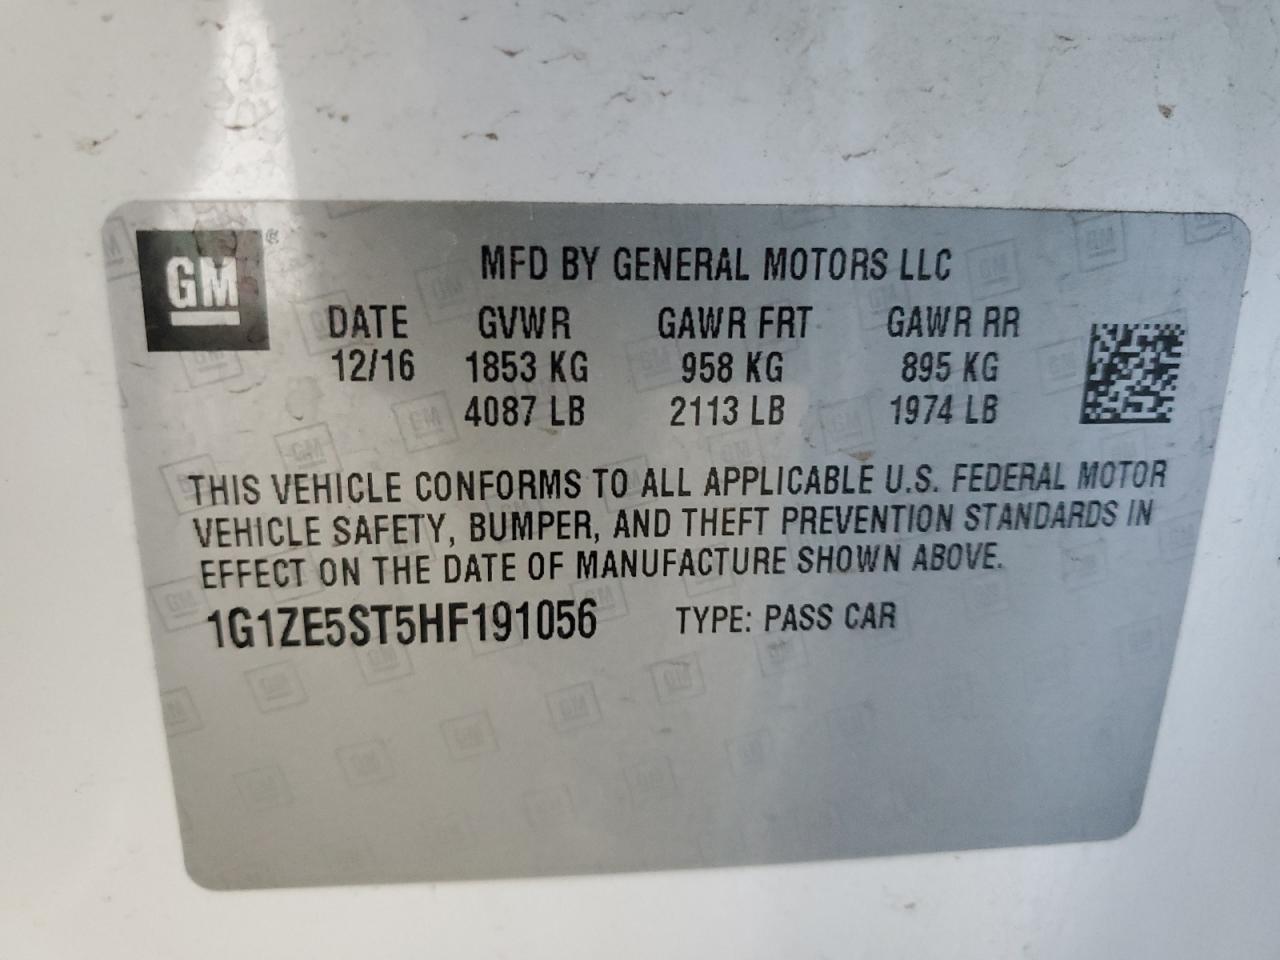 GM ®
MFD BY GENERAL MOTORS LLC
DATE GVWR GAWR FRT GAWR RR
12/16 1853 KG 958 KG 895 KG
4087 LB 2113 LB 1974 LB
THIS VEHICLE CONFORMS TO ALL APPLICABLE U.S. FEDERAL MOTOR
VEHICLE SAFETY, BUMPER, AND THEFT PREVENTION STANDARDS IN
EFFECT ON THE DATE OF MANUFACTURE SHOWN ABOVE.
1G1ZE5ST5HF191056 TYPE: PASS CAR